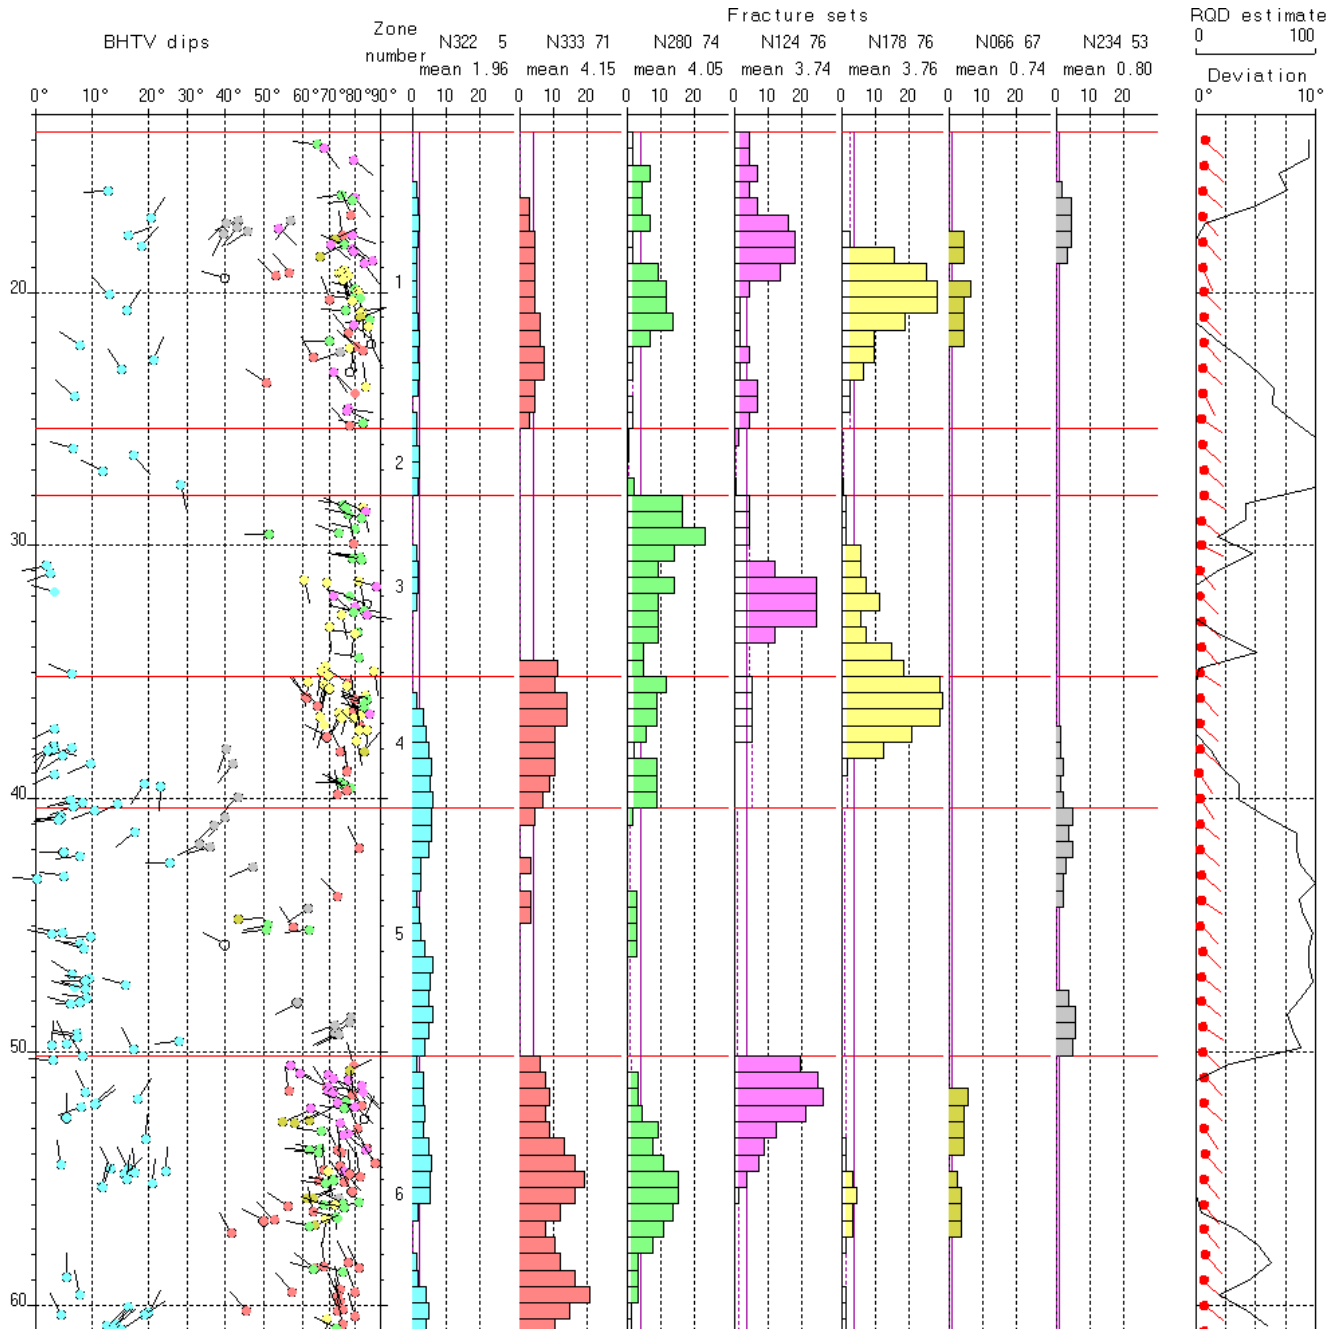 Fracture sets
RQD estimate
BHTV dips
Zone number
N322 5
N333 71
N280 74
N124 76
N178 76
N066 67
N234 53
0 100
mean 1.96
mean 4.15
mean 4.05
mean 3.74
mean 3.76
mean 0.74
mean 0.80
Deviation
0° 10° 20° 30° 40° 50° 60° 70° 80° 90°
0 10 20
0 10 20
0 10 20
0 10 20
0 10 20
0 10 20
0 10 20
0° 10°
1
20
2
30
3
4
40
5
50
6
60